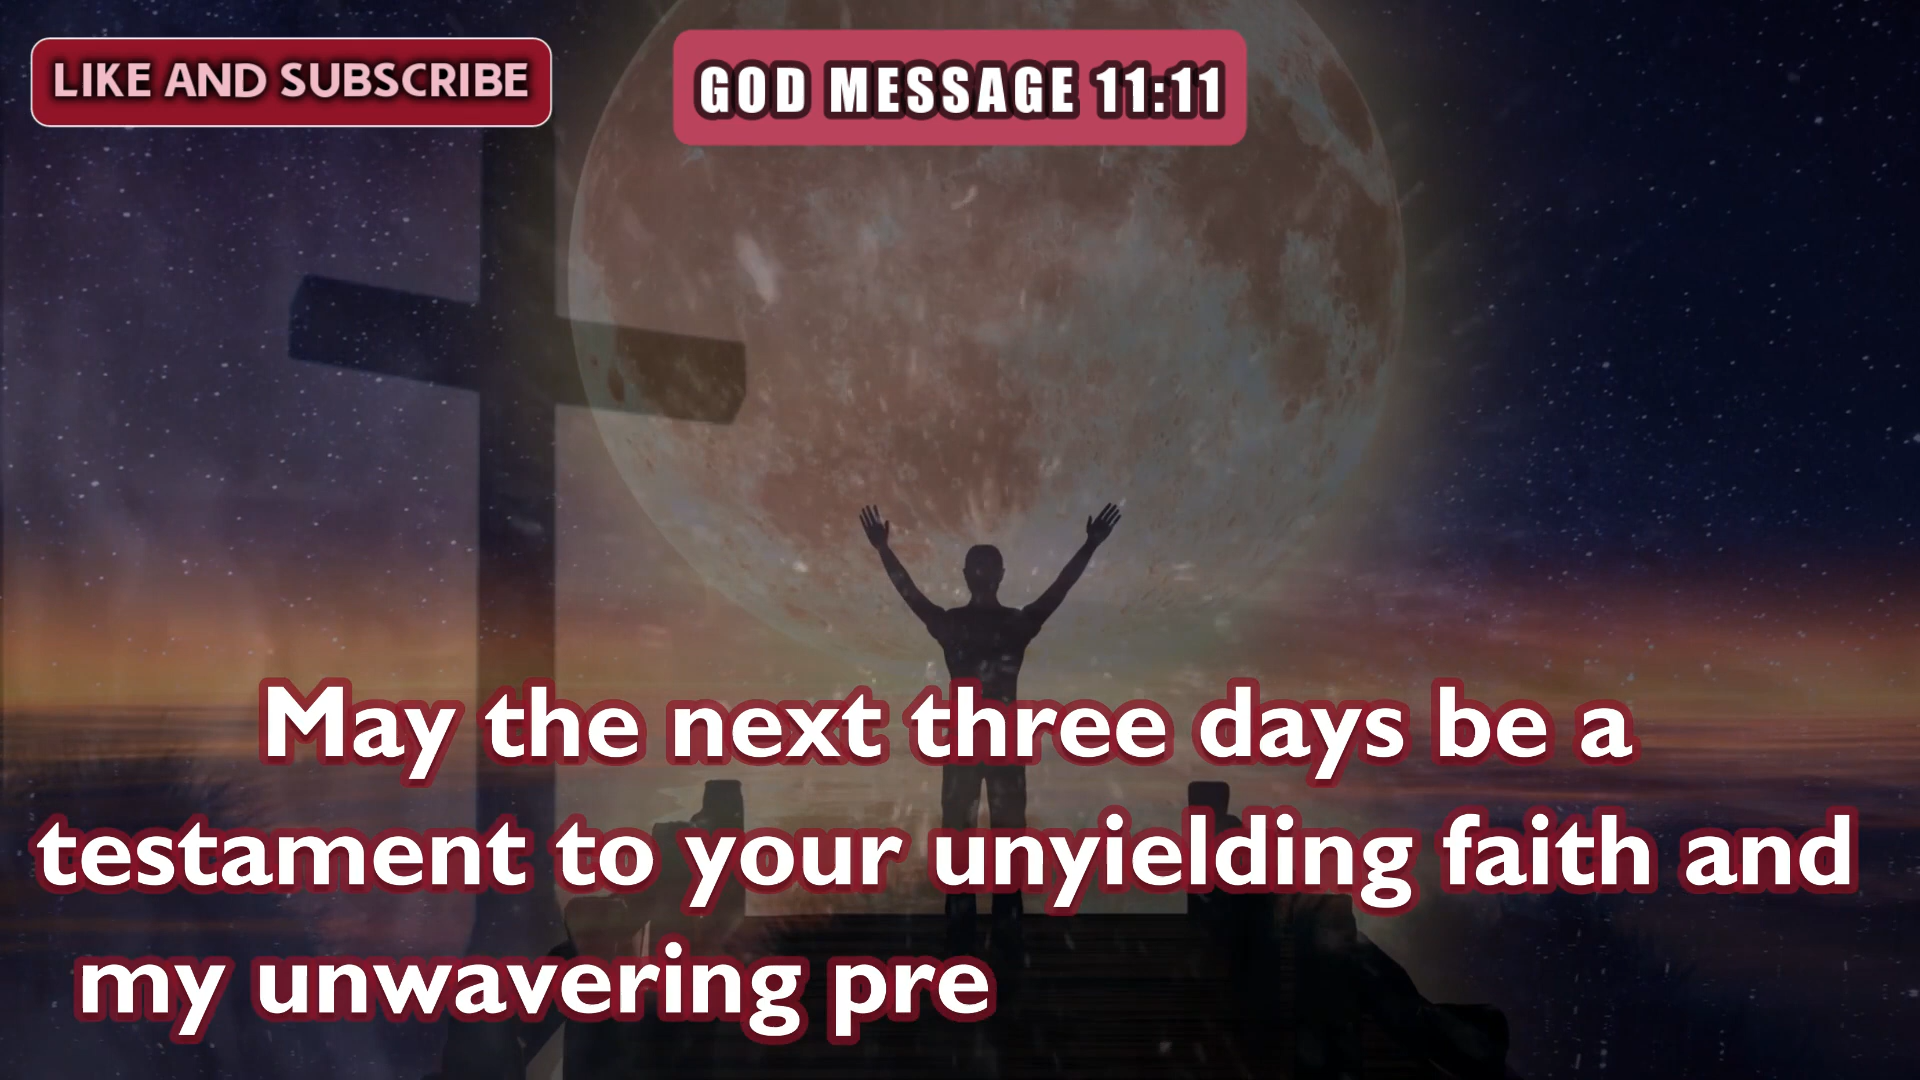 LIKE AND SUBSCRIBE
GOD MESSAGE 11:11
May the next three days be a
testament to your unyielding faith and
my unwavering pre